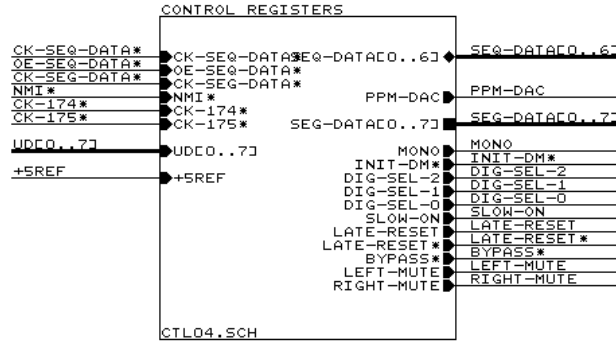 CONTROL REGISTERS
CK-SEQ-DATA* CK-SEQ-DATA* SEQ-DATA[0..6] SEQ-DATA[0..6]
OE-SEQ-DATA* OE-SEQ-DATA*
CK-SEG-DATA* CK-SEG-DATA*
NMI* NMI* PPM-DAC PPM-DAC
CK-174* CK-174*
CK-175* CK-175* SEG-DATA[0..7] SEG-DATA[0..7]
UD[0..7] UD[0..7] MONO MONO
INIT-DM* INIT-DM*
+5REF +5REF DIG-SEL-2 DIG-SEL-2
DIG-SEL-1 DIG-SEL-1
DIG-SEL-0 DIG-SEL-0
SLOW-ON SLOW-ON
LATE-RESET LATE-RESET
LATE-RESET* LATE-RESET*
BYPASS* BYPASS*
LEFT-MUTE LEFT-MUTE
RIGHT-MUTE RIGHT-MUTE
CTL04.SCH